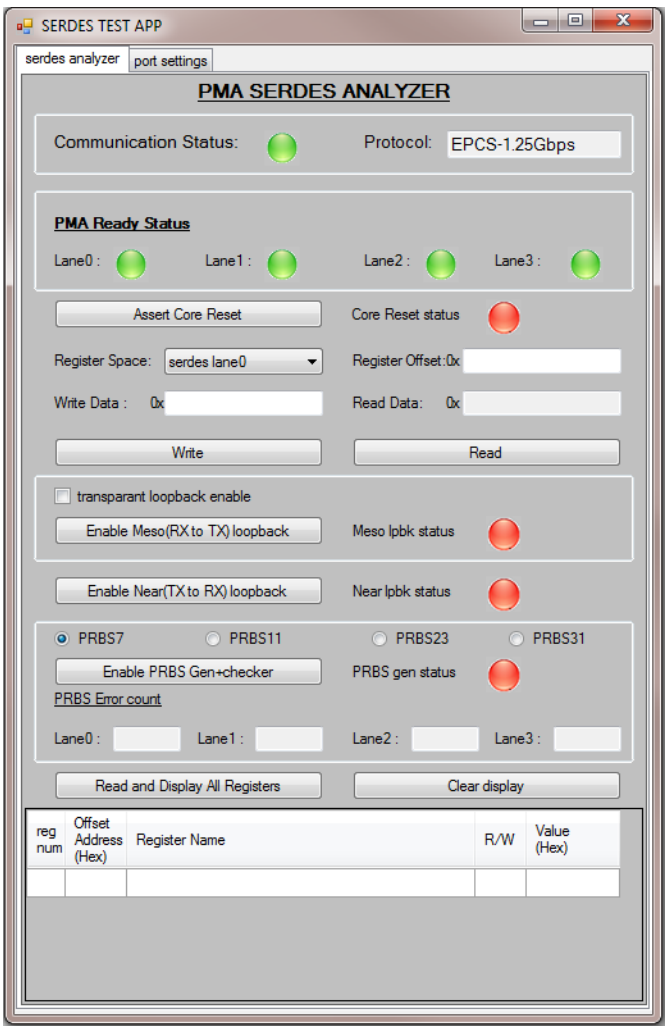 SERDES TEST APP
serdes analyzer port settings
PMA SERDES ANALYZER
Communication Status: Protocol: EPCS-1.25Gbps
PMA Ready Status
Lane0 : Lane1 : Lane2 : Lane3 :
Assert Core Reset Core Reset status
Register Space: serdes lane0 Register Offset:0x
Write Data : 0x Read Data: 0x
Write Read
transparant loopback enable
Enable Meso(RX to TX) loopback Meso lpbk status
Enable Near(TX to RX) loopback Near lpbk status
PRBS7 PRBS11 PRBS23 PRBS31
Enable PRBS Gen+checker PRBS gen status
PRBS Error count
Lane0 : Lane1 : Lane2 : Lane3 :
Read and Display All Registers Clear display
reg num Offset Address (Hex) Register Name R/W Value (Hex)